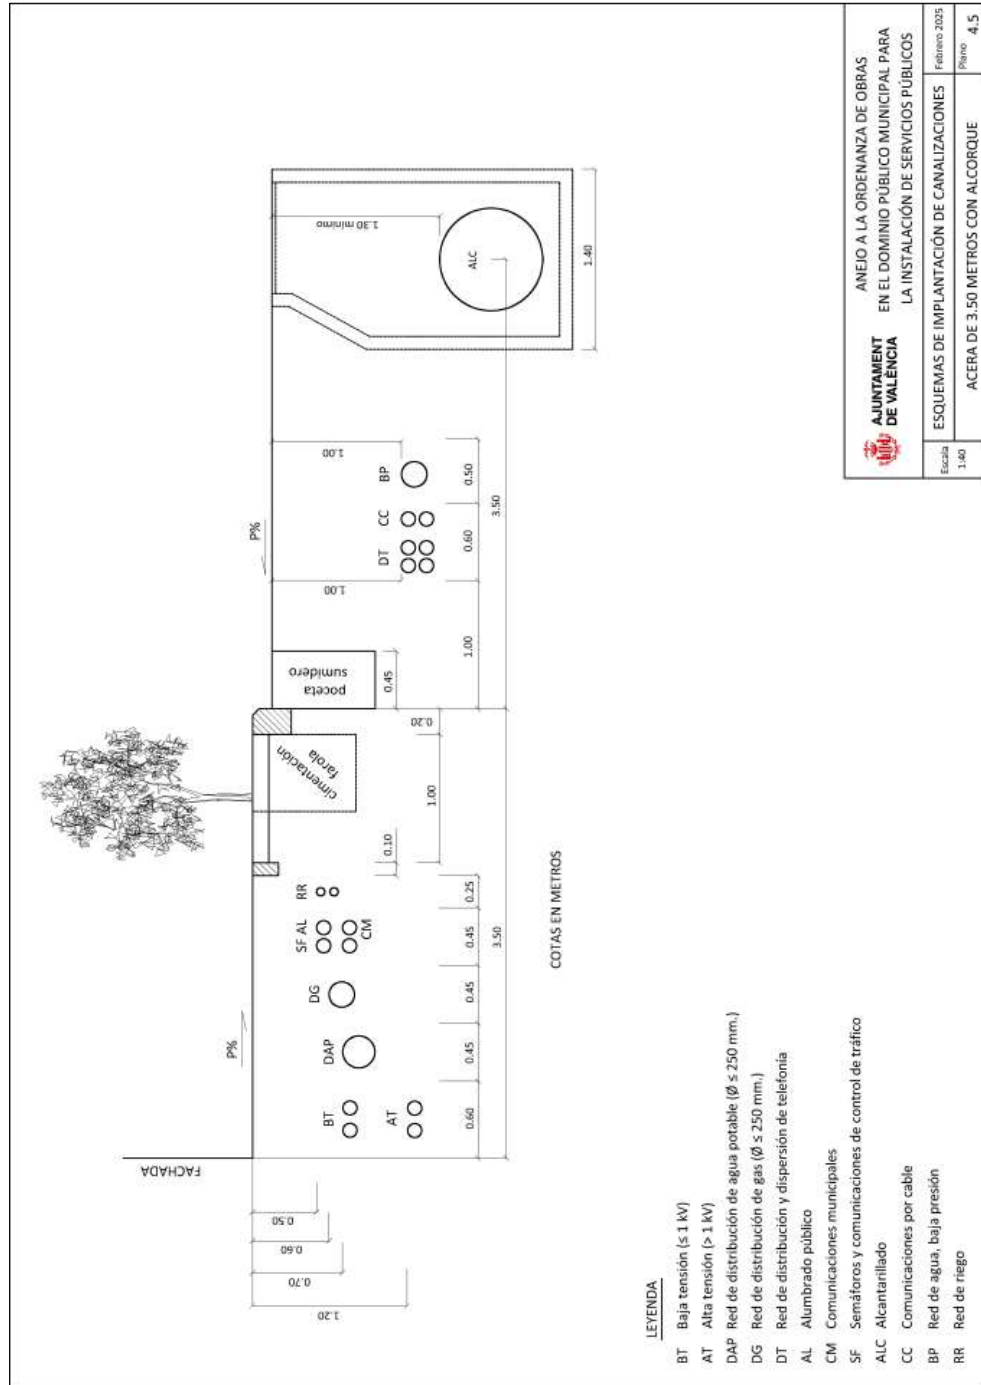 FACHADA
P%
P%
0.50
0.60
0.70
1.20
BT
AT
DAP
DG
SF AL
CM
RR
cimentación
farola
poceta
sumidero
DT
CC
BP
ALC
1.00
1.00
1.30 mínimo
0.45
0.20
0.10
1.00
0.60
0.45
0.45
0.45
0.25
1.00
0.60
0.50
3.50
3.50
1.40
COTAS EN METROS
LEYENDA
BT Baja tensión (≤ 1 kV)
AT Alta tensión (> 1 kV)
DAP Red de distribución de agua potable (Ø ≤ 250 mm.)
DG Red de distribución de gas (Ø ≤ 250 mm.)
DT Red de distribución y dispersión de telefonía
AL Alumbrado público
CM Comunicaciones municipales
SF Semáforos y comunicaciones de control de tráfico
ALC Alcantarillado
CC Comunicaciones por cable
BP Red de agua, baja presión
RR Red de riego
AJUNTAMENT
DE VALÈNCIA
ANEJO A LA ORDENANZA DE OBRAS
EN EL DOMINIO PÚBLICO MUNICIPAL PARA
LA INSTALACIÓN DE SERVICIOS PÚBLICOS
Escala
1:40
ESQUEMAS DE IMPLANTACIÓN DE CANALIZACIONES
Febrero 2025
ACERA DE 3.50 METROS CON ALCORQUE
Plano 4.5